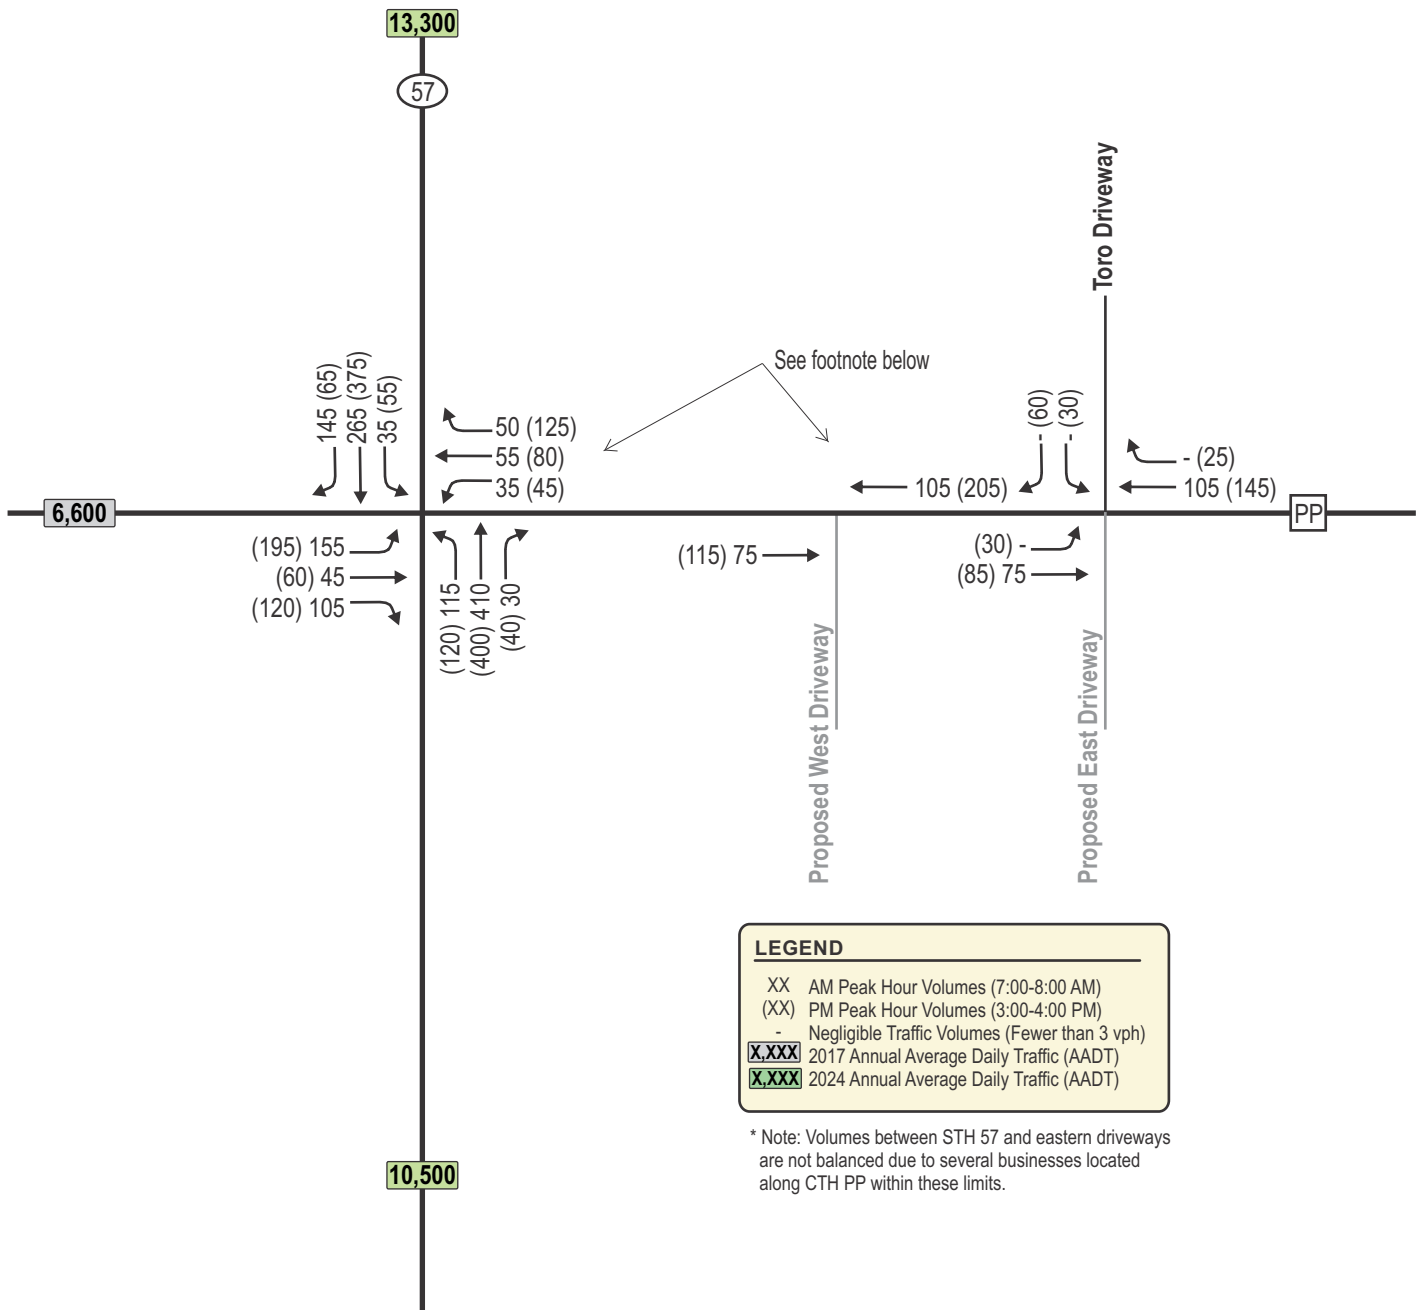 13,300
57
Toro Driveway
See footnote below
145 (65)
265 (375)
35 (55)
50 (125)
55 (80)
35 (45)
- (60)
- (30)
- (25)
105 (205)
105 (145)
6,600
PP
(195) 155
(60) 45
(120) 105
(120) 115
(400) 410
(40) 30
(115) 75
(30) -
(85) 75
Proposed West Driveway
Proposed East Driveway
LEGEND
XX AM Peak Hour Volumes (7:00-8:00 AM)
(XX) PM Peak Hour Volumes (3:00-4:00 PM)
- Negligible Traffic Volumes (Fewer than 3 vph)
X,XXX 2017 Annual Average Daily Traffic (AADT)
X,XXX 2024 Annual Average Daily Traffic (AADT)
* Note: Volumes between STH 57 and eastern driveways
are not balanced due to several businesses located
along CTH PP within these limits.
10,500